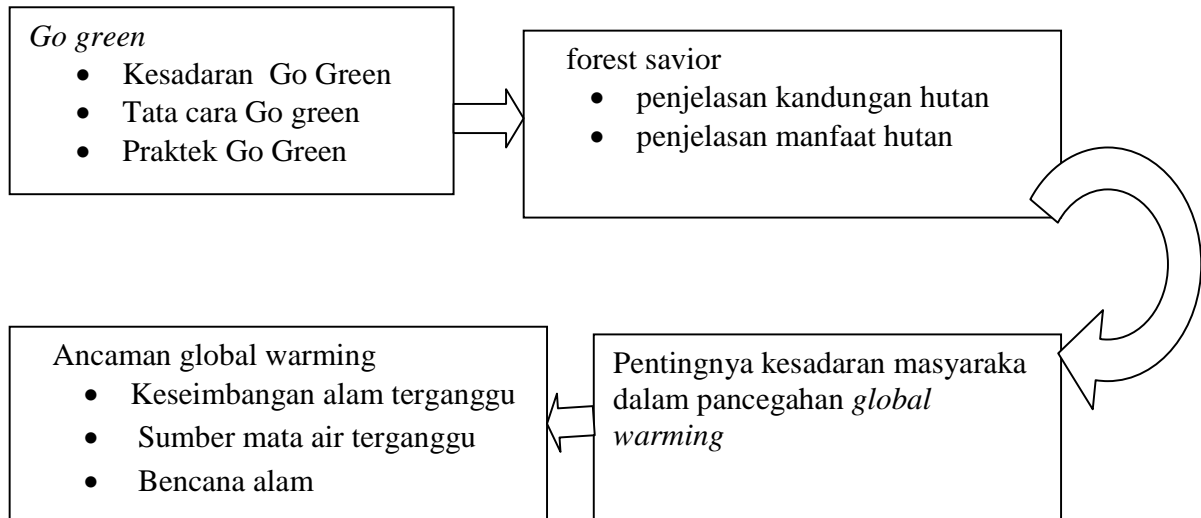 Go green
• Kesadaran Go Green
• Tata cara Go green
• Praktek Go Green
forest savior
• penjelasan kandungan hutan
• penjelasan manfaat hutan
Pentingnya kesadaran masyaraka
dalam pancegahan global
warming
Ancaman global warming
• Keseimbangan alam terganggu
• Sumber mata air terganggu
• Bencana alam